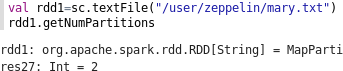 val rdd1=sc.textFile("/user/zeppelin/mary.txt")
rdd1.getNumPartitions
rdd1: org.apache.spark.rdd.RDD[String] = MapParti
res27: Int = 2